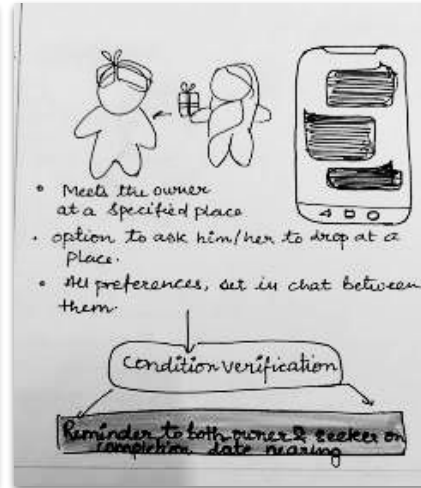 • Meets the owner
at a specified place
• option to ask him/her to drop at a
place.
• All preferences, set in chat between
them.
Condition verification
Reminder to both owner & seeker on
completion date nearing